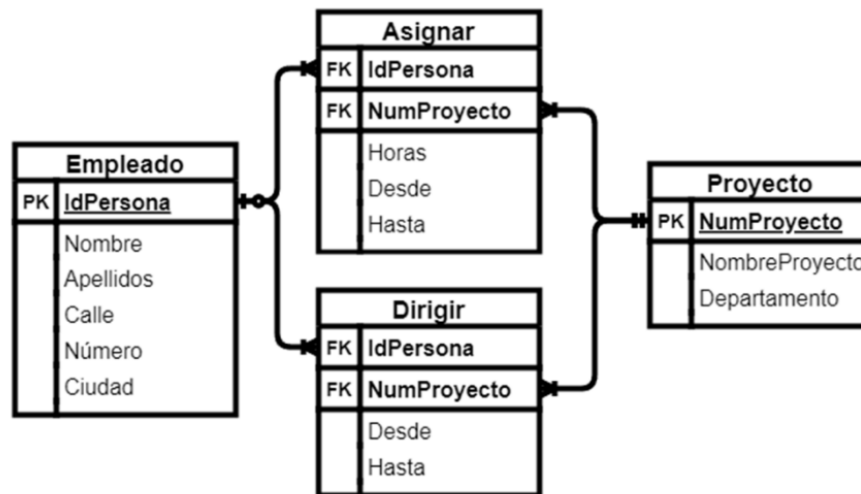 Empleado
PK IdPersona
Nombre
Apellidos
Calle
Número
Ciudad
Asignar
FK IdPersona
FK NumProyecto
Horas
Desde
Hasta
Dirigir
FK IdPersona
FK NumProyecto
Desde
Hasta
Proyecto
PK NumProyecto
NombreProyecto
Departamento